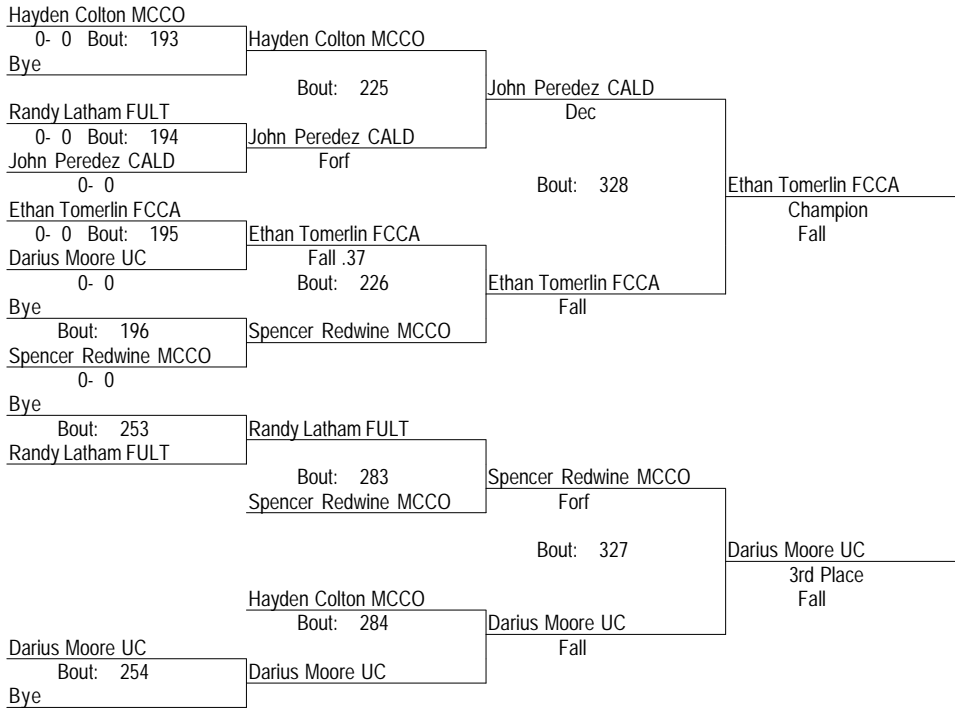 Hayden Colton MCCO
0- 0 Bout: 193 Hayden Colton MCCO
Bye
Bout: 225 John Peredez CALD
Randy Latham FULT Dec
0- 0 Bout: 194 John Peredez CALD
John Peredez CALD Forf
0- 0 Bout: 328 Ethan Tomerlin FCCA
Ethan Tomerlin FCCA Champion
0- 0 Bout: 195 Ethan Tomerlin FCCA Fall
Darius Moore UC Fall .37
0- 0 Bout: 226 Ethan Tomerlin FCCA
Bye Fall
Bout: 196 Spencer Redwine MCCO
Spencer Redwine MCCO
0- 0
Bye
Bout: 253 Randy Latham FULT
Randy Latham FULT
Bout: 283 Spencer Redwine MCCO
Spencer Redwine MCCO Forf
Bout: 327 Darius Moore UC
3rd Place
Hayden Colton MCCO Fall
Bout: 284 Darius Moore UC
Darius Moore UC Fall
Bout: 254 Darius Moore UC
Bye